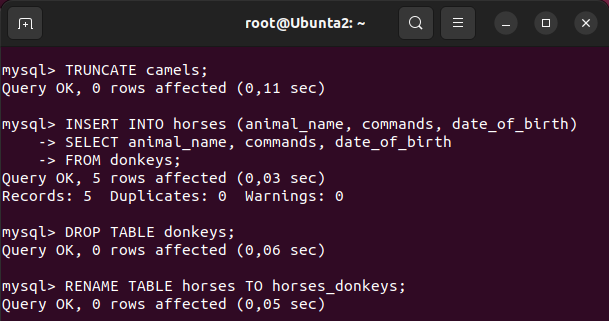 root@Ubunta2: ~
mysql> TRUNCATE camels;
Query OK, 0 rows affected (0,11 sec)
mysql> INSERT INTO horses (animal_name, commands, date_of_birth)
    -> SELECT animal_name, commands, date_of_birth
    -> FROM donkeys;
Query OK, 5 rows affected (0,03 sec)
Records: 5  Duplicates: 0  Warnings: 0
mysql> DROP TABLE donkeys;
Query OK, 0 rows affected (0,06 sec)
mysql> RENAME TABLE horses TO horses_donkeys;
Query OK, 0 rows affected (0,05 sec)